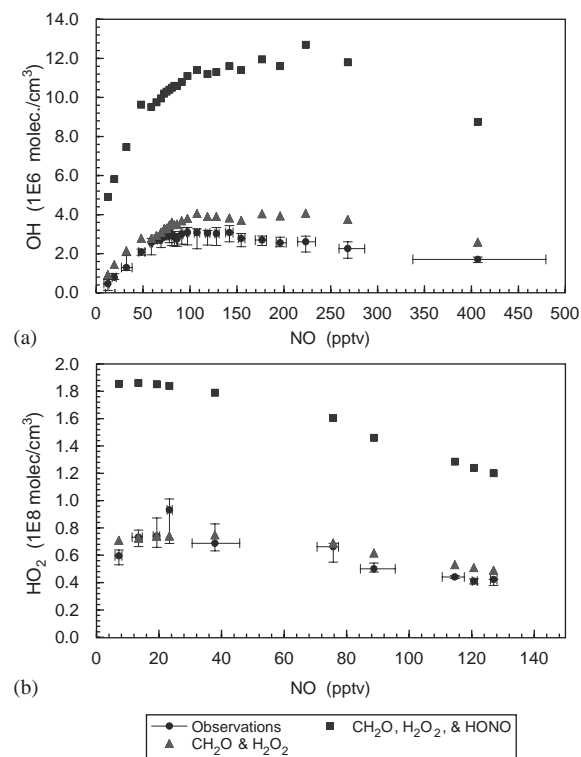 14.0
12.0
10.0
8.0
6.0
4.0
2.0
0.0
OH (1E6 molec./cm³)
0 50 100 150 200 250 300 350 400 450 500
NO (pptv)
(a)
2.0
1.8
1.6
1.4
1.2
1.0
0.8
0.6
0.4
0.2
0.0
HO₂ (1E8 molec/cm³)
0 20 40 60 80 100 120 140
NO (pptv)
(b)
Observations
CH₂O, H₂O₂, & HONO
CH₂O & H₂O₂